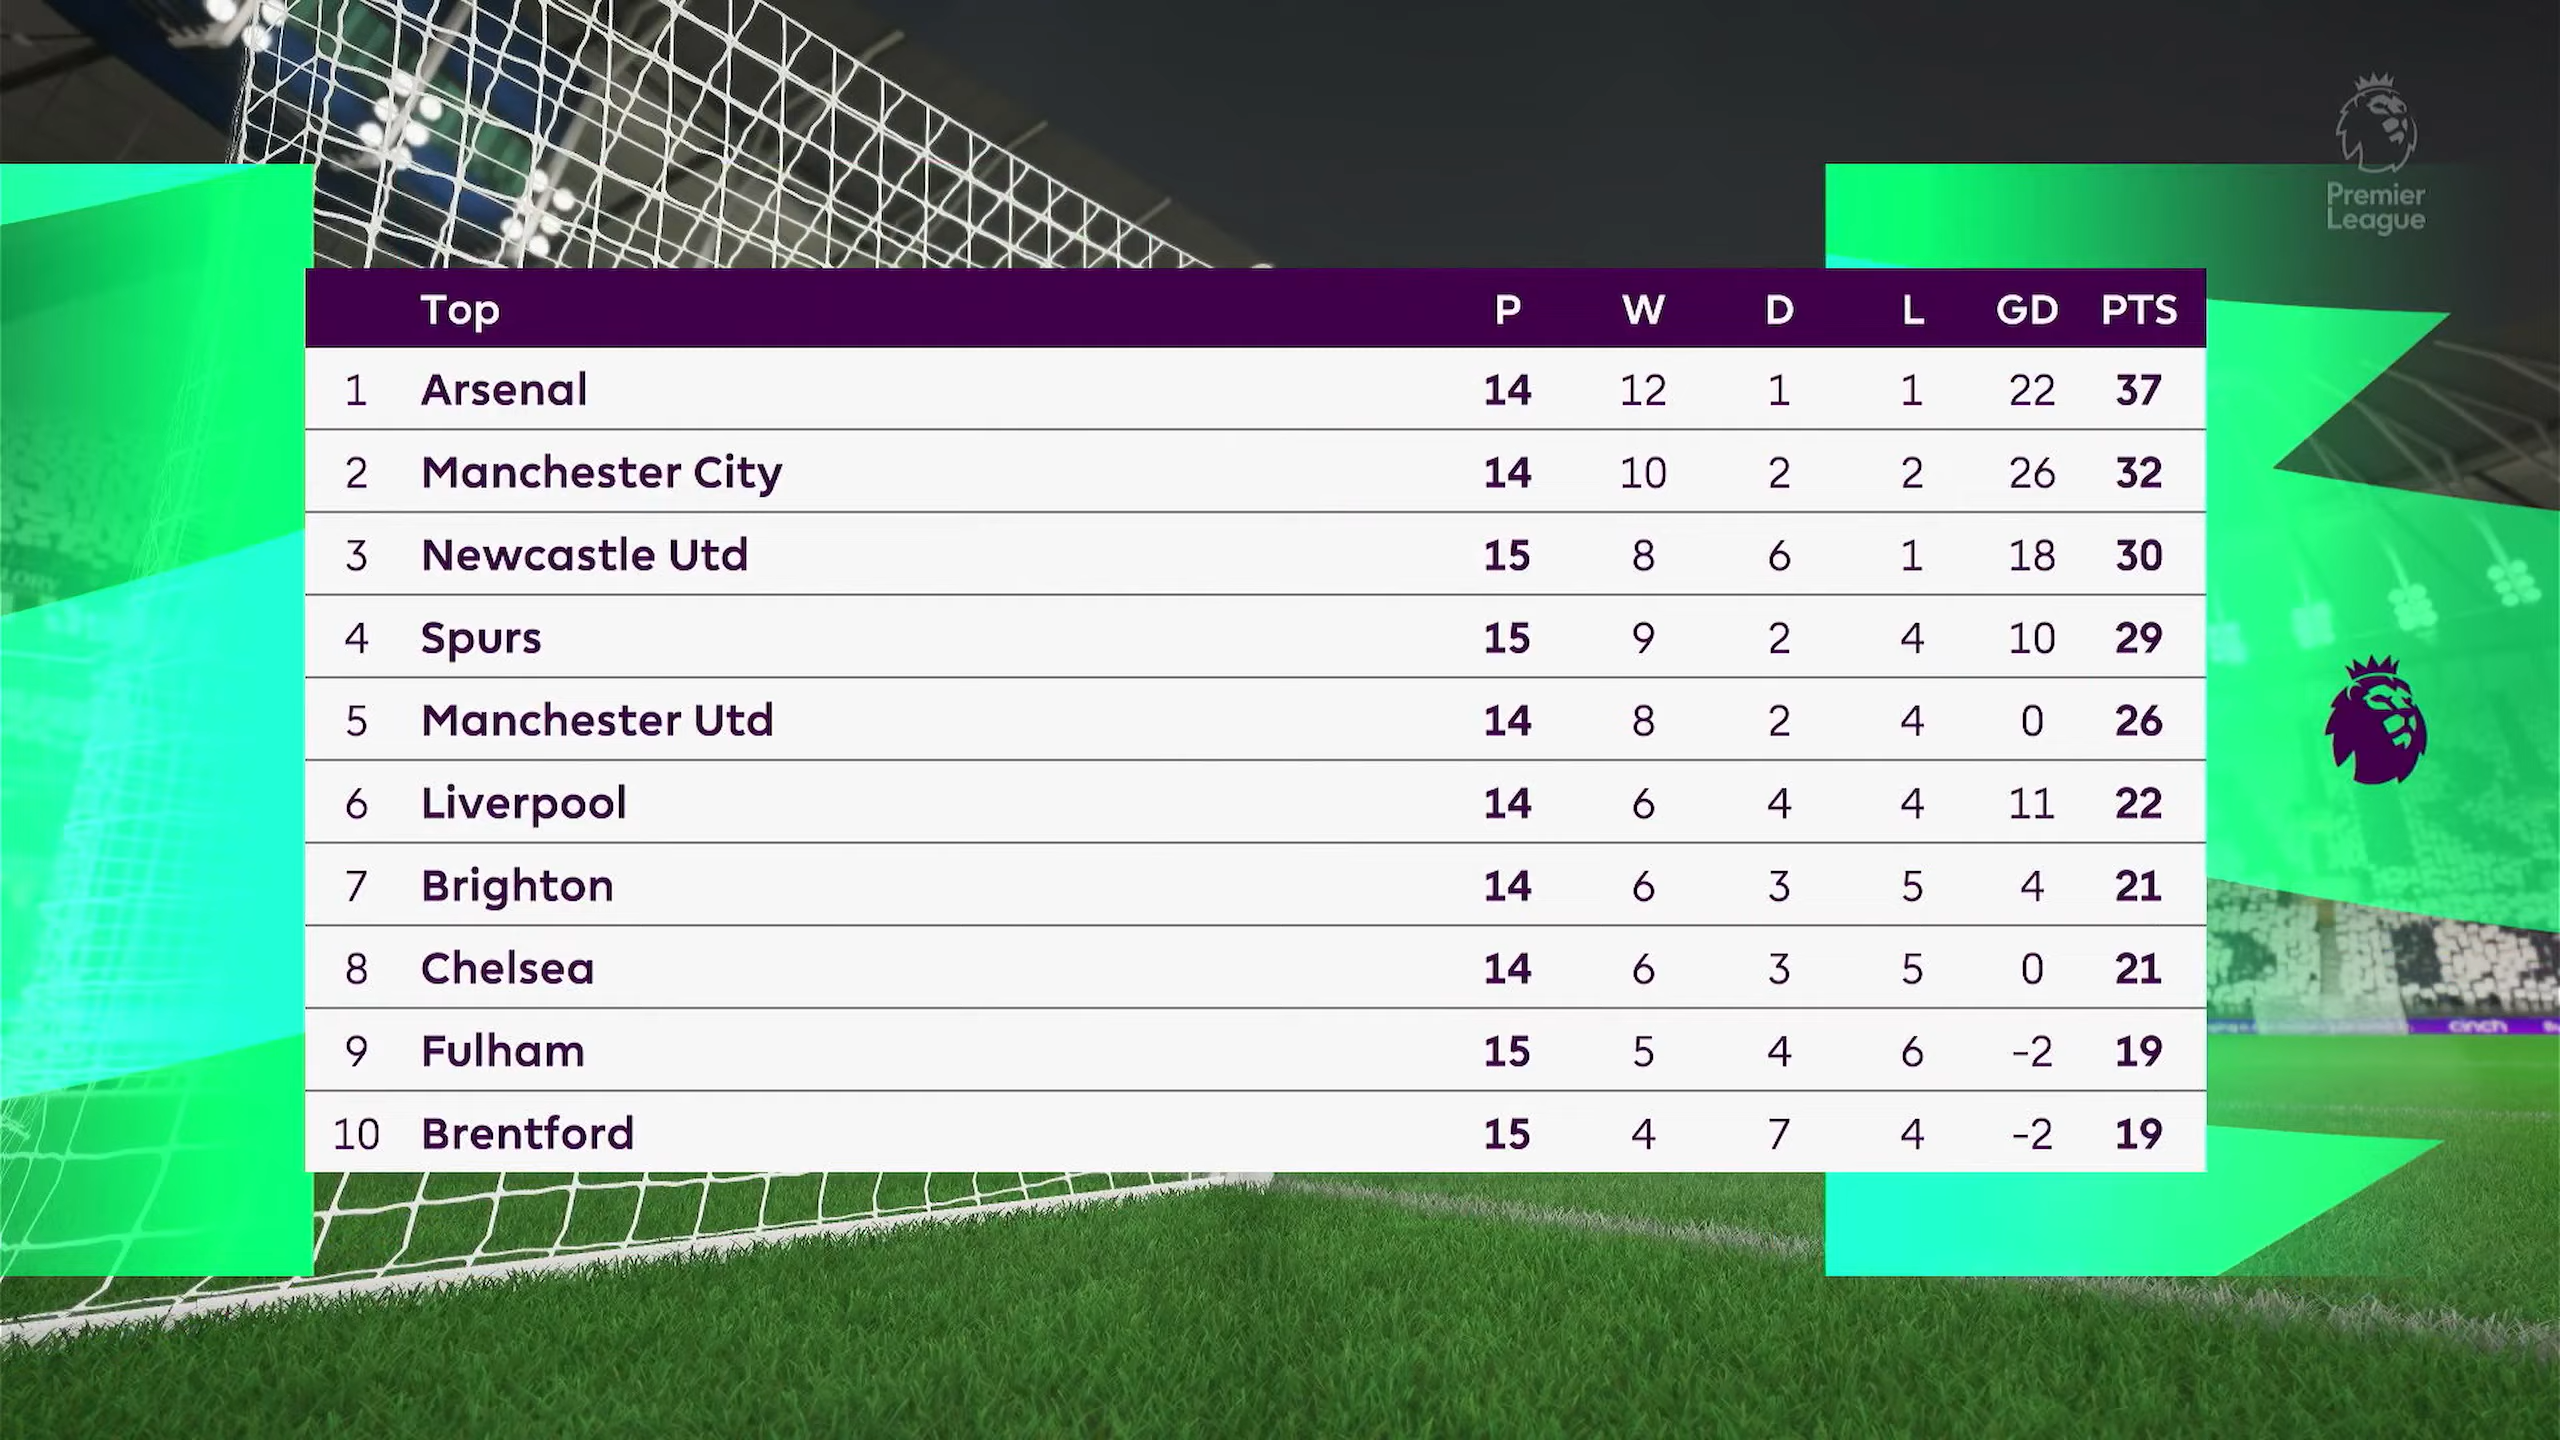 Premier
League
Top P W D L GD PTS
1 Arsenal 14 12 1 1 22 37
2 Manchester City 14 10 2 2 26 32
3 Newcastle Utd 15 8 6 1 18 30
4 Spurs 15 9 2 4 10 29
5 Manchester Utd 14 8 2 4 0 26
6 Liverpool 14 6 4 4 11 22
7 Brighton 14 6 3 5 4 21
8 Chelsea 14 6 3 5 0 21
9 Fulham 15 5 4 6 -2 19
10 Brentford 15 4 7 4 -2 19
cinch